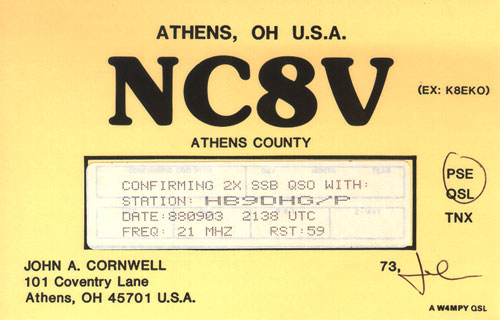 ATHENS, OH U.S.A.
NC8V
(EX: K8EKO)
ATHENS COUNTY
CONFIRMING 2X SSB QSO WITH:
STATION: HB9DHG/P
DATE:880903 2138 UTC
FREQ: 21 MHZ RST:59
PSE
QSL
TNX
JOHN A. CORNWELL
101 Coventry Lane
Athens, OH 45701 U.S.A.
73,
A W4MPY QSL